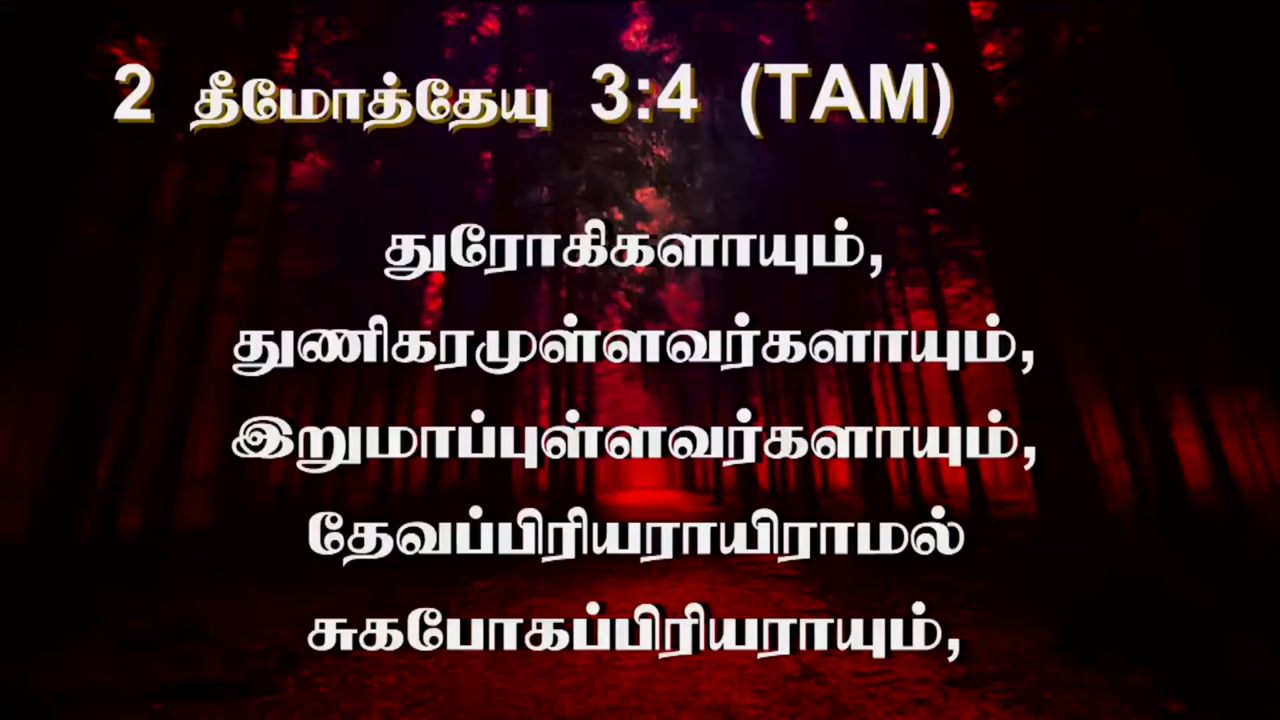 2 தீமோத்தேயு 3:4 (TAM)
துரோகிகளாயும்,
துணிகரமுள்ளவர்களாயும்,
இறுமாப்புள்ளவர்களாயும்,
தேவப்பிரியராயிராமல்
சுகபோகப்பிரியராயும்,